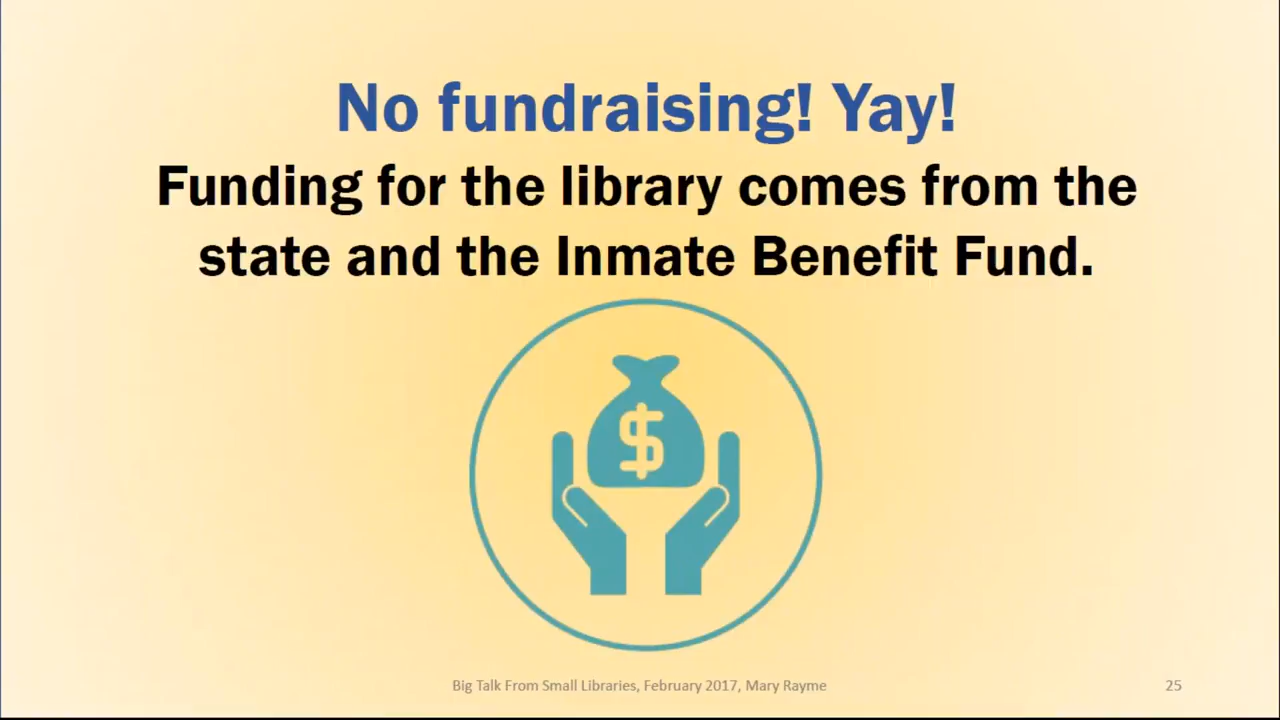 No fundraising! Yay!
Funding for the library comes from the
state and the Inmate Benefit Fund.
$
Big Talk From Small Libraries, February 2017, Mary Rayme
25